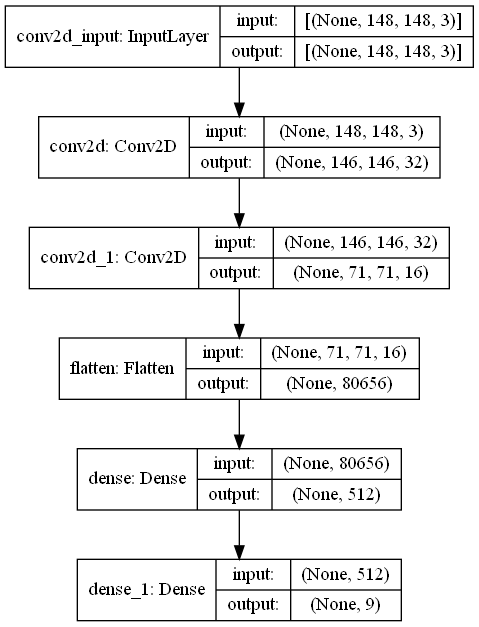 conv2d_input: InputLayer
input:
[(None, 148, 148, 3)]
output:
[(None, 148, 148, 3)]
conv2d: Conv2D
input:
(None, 148, 148, 3)
output:
(None, 146, 146, 32)
conv2d_1: Conv2D
input:
(None, 146, 146, 32)
output:
(None, 71, 71, 16)
flatten: Flatten
input:
(None, 71, 71, 16)
output:
(None, 80656)
dense: Dense
input:
(None, 80656)
output:
(None, 512)
dense_1: Dense
input:
(None, 512)
output:
(None, 9)